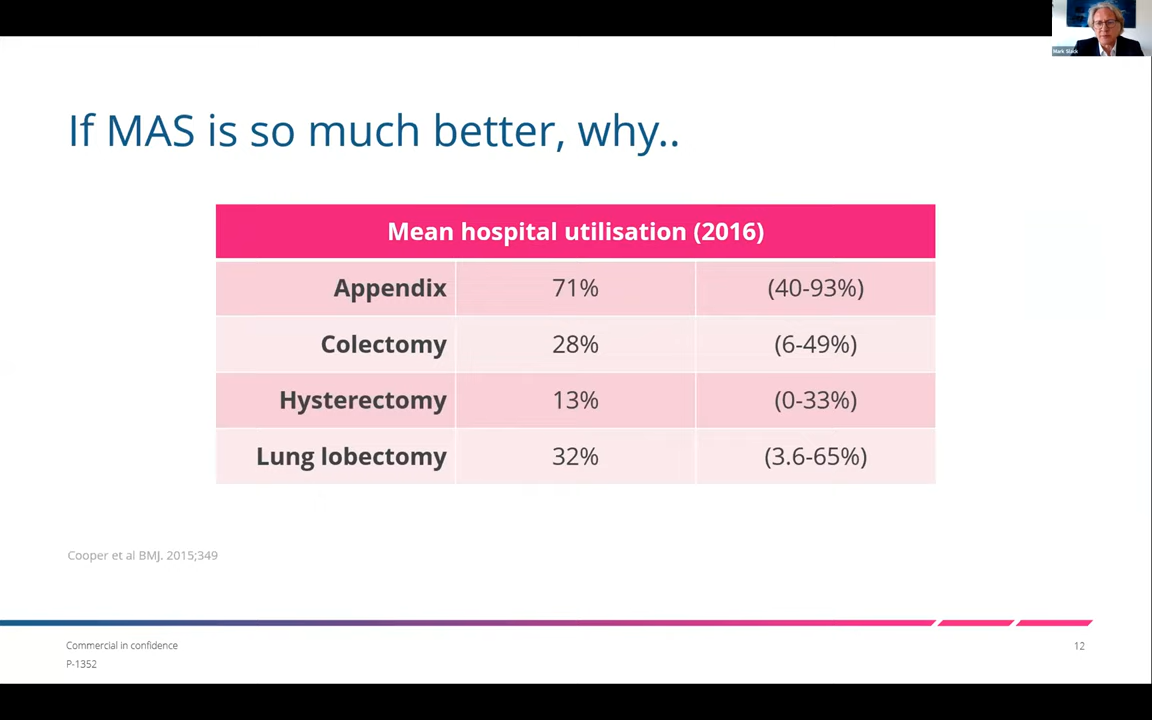 Mark Slack
If MAS is so much better, why..
Mean hospital utilisation (2016)
Appendix 71% (40-93%)
Colectomy 28% (6-49%)
Hysterectomy 13% (0-33%)
Lung lobectomy 32% (3.6-65%)
Cooper et al BMJ. 2015;349
Commercial in confidence 12
P-1352